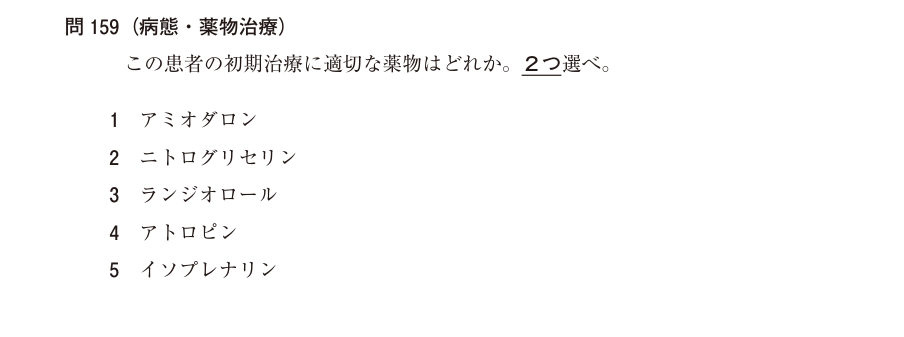 問 159（病態・薬物治療）
この患者の初期治療に適切な薬物はどれか。２つ選べ。
1 アミオダロン
2 ニトログリセリン
3 ランジオロール
4 アトロピン
5 イソプレナリン